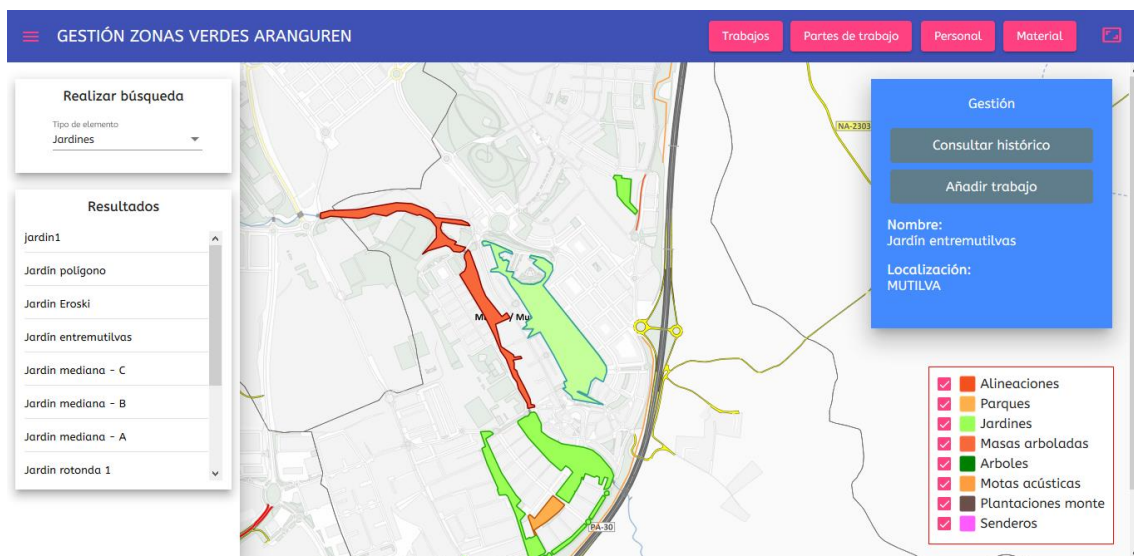 GESTIÓN ZONAS VERDES ARANGUREN
Trabajos
Partes de trabajo
Personal
Material
Realizar búsqueda
Tipo de elemento
Jardines
Resultados
jardin1
Jardín polígono
Jardin Eroski
Jardín entremutilvas
Jardin mediana - C
Jardin mediana - B
Jardin mediana - A
Jardin rotonda 1
NA-2303
PA-30
Gestión
Consultar histórico
Añadir trabajo
Nombre:
Jardín entremutilvas
Localización:
MUTILVA
Alineaciones
Parques
Jardines
Masas arboladas
Arboles
Motas acústicas
Plantaciones monte
Senderos